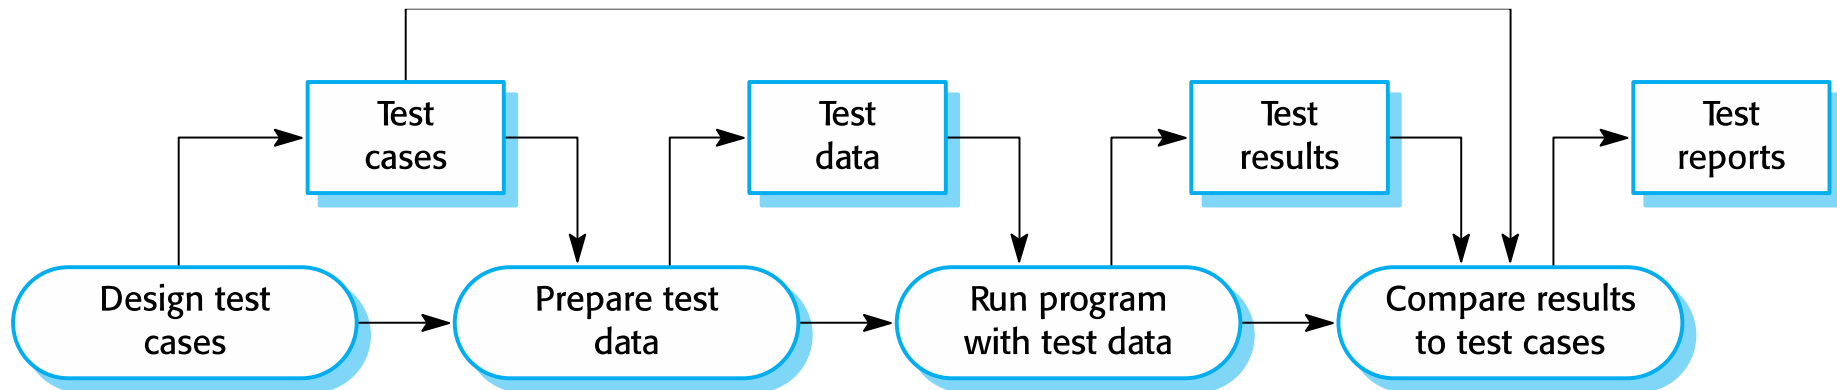 Test
cases
Test
data
Test
results
Test
reports
Design test
cases
Prepare test
data
Run program
with test data
Compare results
to test cases